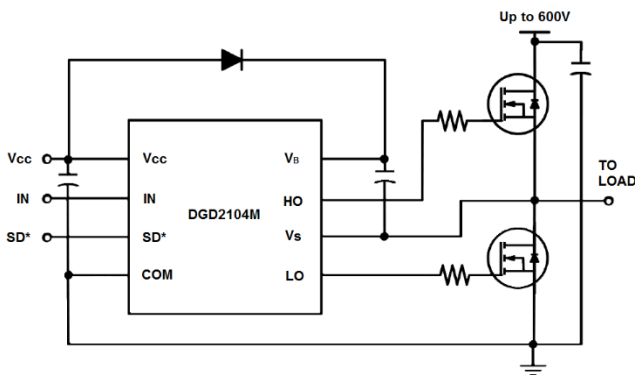 Up to 600V
Vcc
IN
SD*
Vcc
IN
SD*
COM
DGD2104M
VB
HO
Vs
LO
TO
LOAD